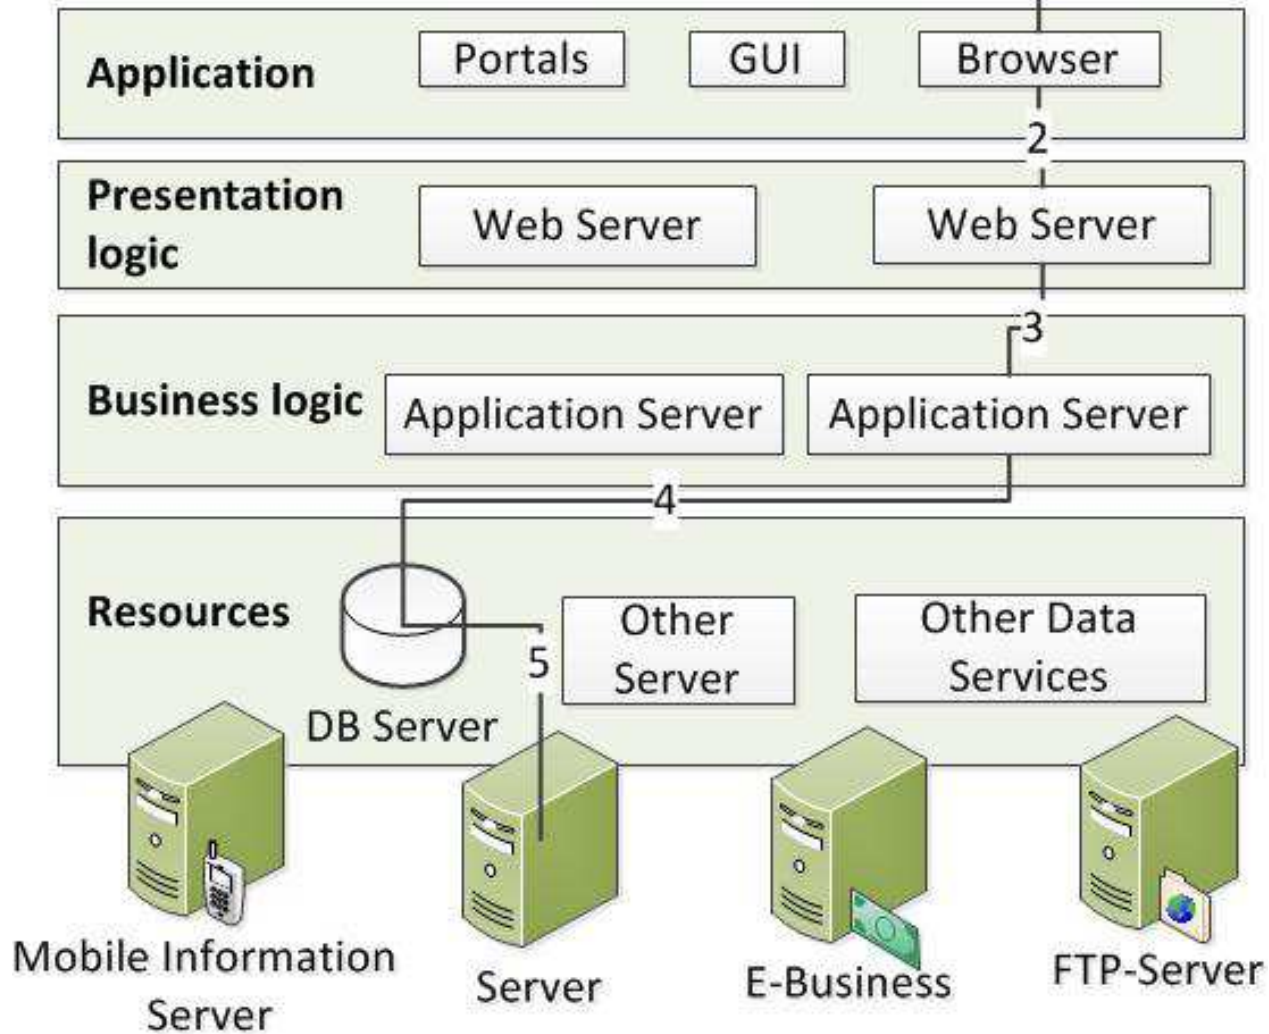 Application
Portals
GUI
Browser
2
Presentation
logic
Web Server
Web Server
3
Business logic
Application Server
Application Server
4
Resources
Other
Server
Other Data
Services
5
DB Server
Mobile Information
Server
Server
E-Business
FTP-Server